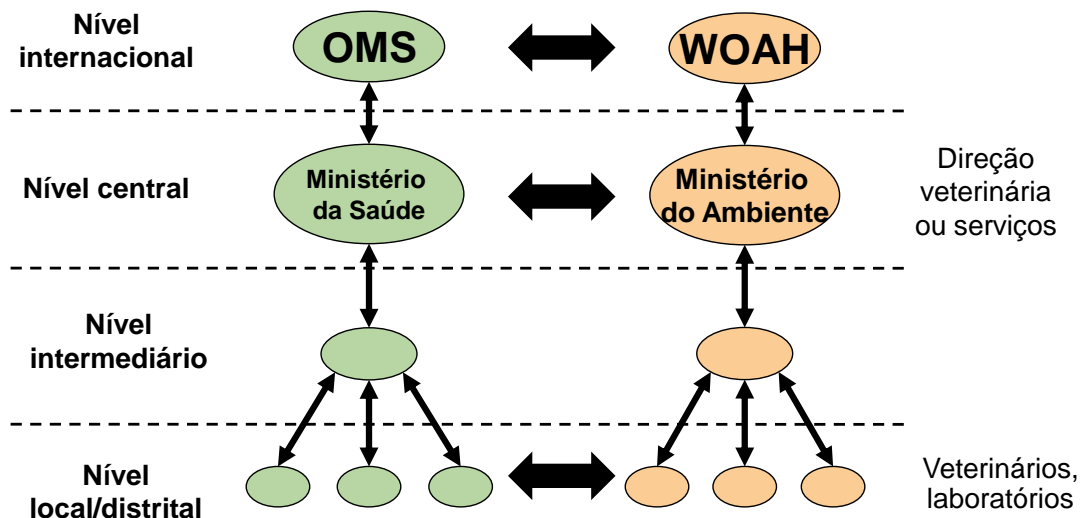 Nível
internacional
OMS
WOAH
Nível central
Ministério
da Saúde
Ministério
do Ambiente
Direção
veterinária
ou serviços
Nível
intermediário
Nível
local/distrital
Veterinários,
laboratórios